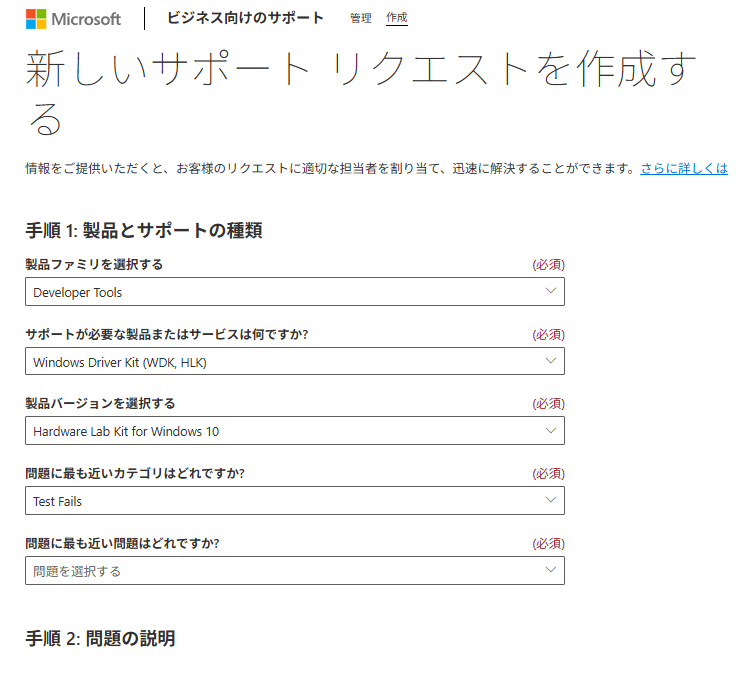 Microsoft
ビジネス向けのサポート
管理
作成
新しいサポート リクエストを作成す
る
情報をご提供いただくと、お客様のリクエストに適切な担当者を割り当て、迅速に解決することができます。さらに詳しくは
手順 1: 製品とサポートの種類
製品ファミリを選択する (必須)
Developer Tools
サポートが必要な製品またはサービスは何ですか? (必須)
Windows Driver Kit (WDK, HLK)
製品バージョンを選択する (必須)
Hardware Lab Kit for Windows 10
問題に最も近いカテゴリはどれですか? (必須)
Test Fails
問題に最も近い問題はどれですか? (必須)
問題を選択する
手順 2: 問題の説明